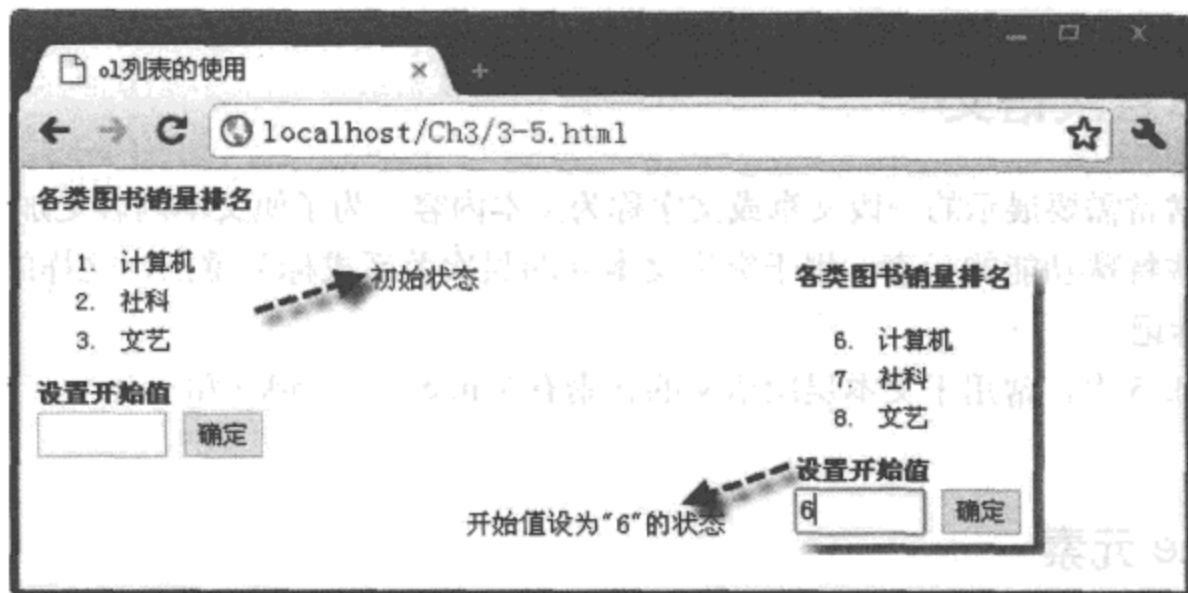 ol列表的使用
localhost/Ch3/3-5.html
各类图书销量排名
1. 计算机
2. 社科
3. 文艺
设置开始值
确定
初始状态
各类图书销量排名
6. 计算机
7. 社科
8. 文艺
设置开始值
6
确定
开始值设为"6"的状态